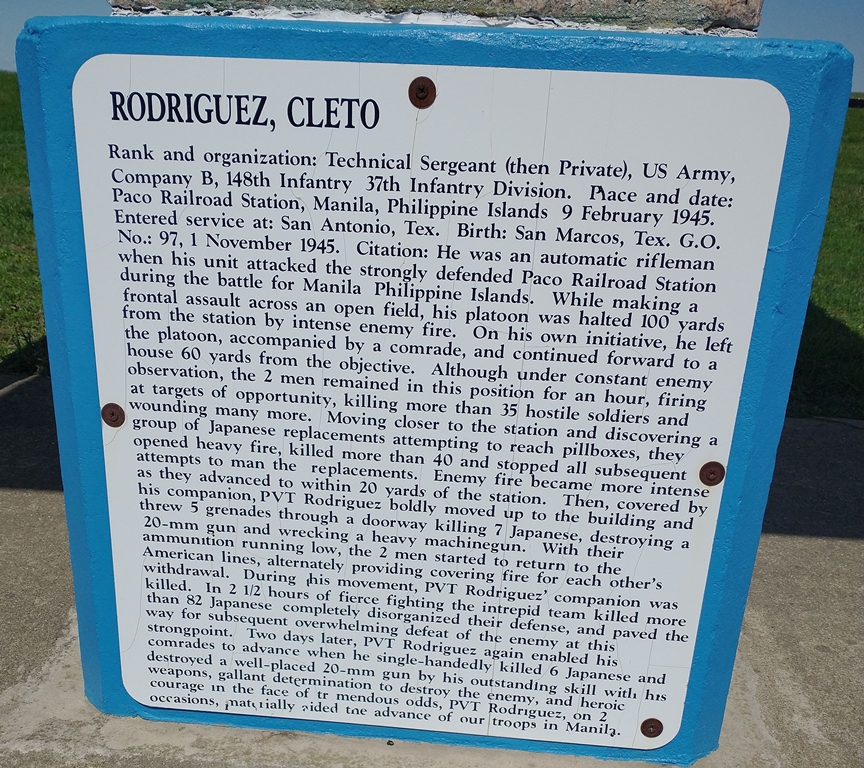 RODRIGUEZ, CLETO
Rank and organization: Technical Sergeant (then Private), US Army,
Company B, 148th Infantry 37th Infantry Division. Place and date:
Paco Railroad Station, Manila, Philippine Islands 9 February 1945.
Entered service at: San Antonio, Tex. Birth: San Marcos, Tex. G.O.
No.: 97, 1 November 1945. Citation: He was an automatic rifleman
when his unit attacked the strongly defended Paco Railroad Station
during the battle for Manila Philippine Islands. While making a
frontal assault across an open field, his platoon was halted 100 yards
from the station by intense enemy fire. On his own initiative, he left
the platoon, accompanied by a comrade, and continued forward to a
house 60 yards from the objective. Although under constant enemy
observation, the 2 men remained in this position for an hour, firing
at targets of opportunity, killing more than 35 hostile soldiers and
wounding many more. Moving closer to the station and discovering a
group of Japanese replacements attempting to reach pillboxes, they
opened heavy fire, killed more than 40 and stopped all subsequent
attempts to man the replacements. Enemy fire became more intense
as they advanced to within 20 yards of the station. Then, covered by
his companion, PVT Rodriguez boldly moved up to the building and
threw 5 grenades through a doorway killing 7 Japanese, destroying a
20-mm gun and wrecking a heavy machinegun. With their
ammunition running low, the 2 men started to return to the
American lines, alternately providing covering fire for each other's
withdrawal. During his movement, PVT Rodriguez' companion was
killed. In 2 1/2 hours of fierce fighting the intrepid team killed more
than 82 Japanese completely disorganized their defense, and paved the
way for subsequent overwhelming defeat of the enemy at this
strongpoint. Two days later, PVT Rodriguez again enabled his
comrades to advance when he single-handedly killed 6 Japanese and
destroyed a well-placed 20-mm gun by his outstanding skill with his
weapons, gallant determination to destroy the enemy, and heroic
courage in the face of tr mendous odds, PVT Rodriguez, on 2
occasions, materially aided the advance of our troops in Manila.